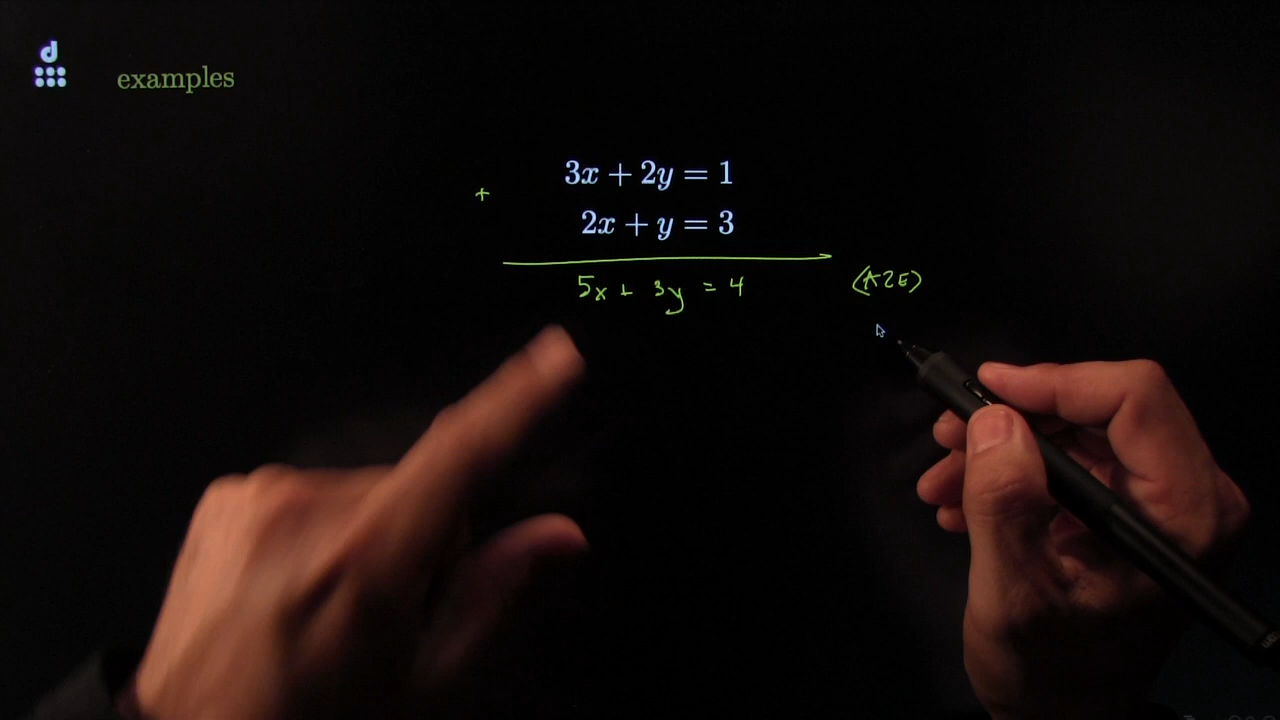 d
examples
3x + 2y = 1
+
2x + y = 3
5x + 3y = 4 (A2E)